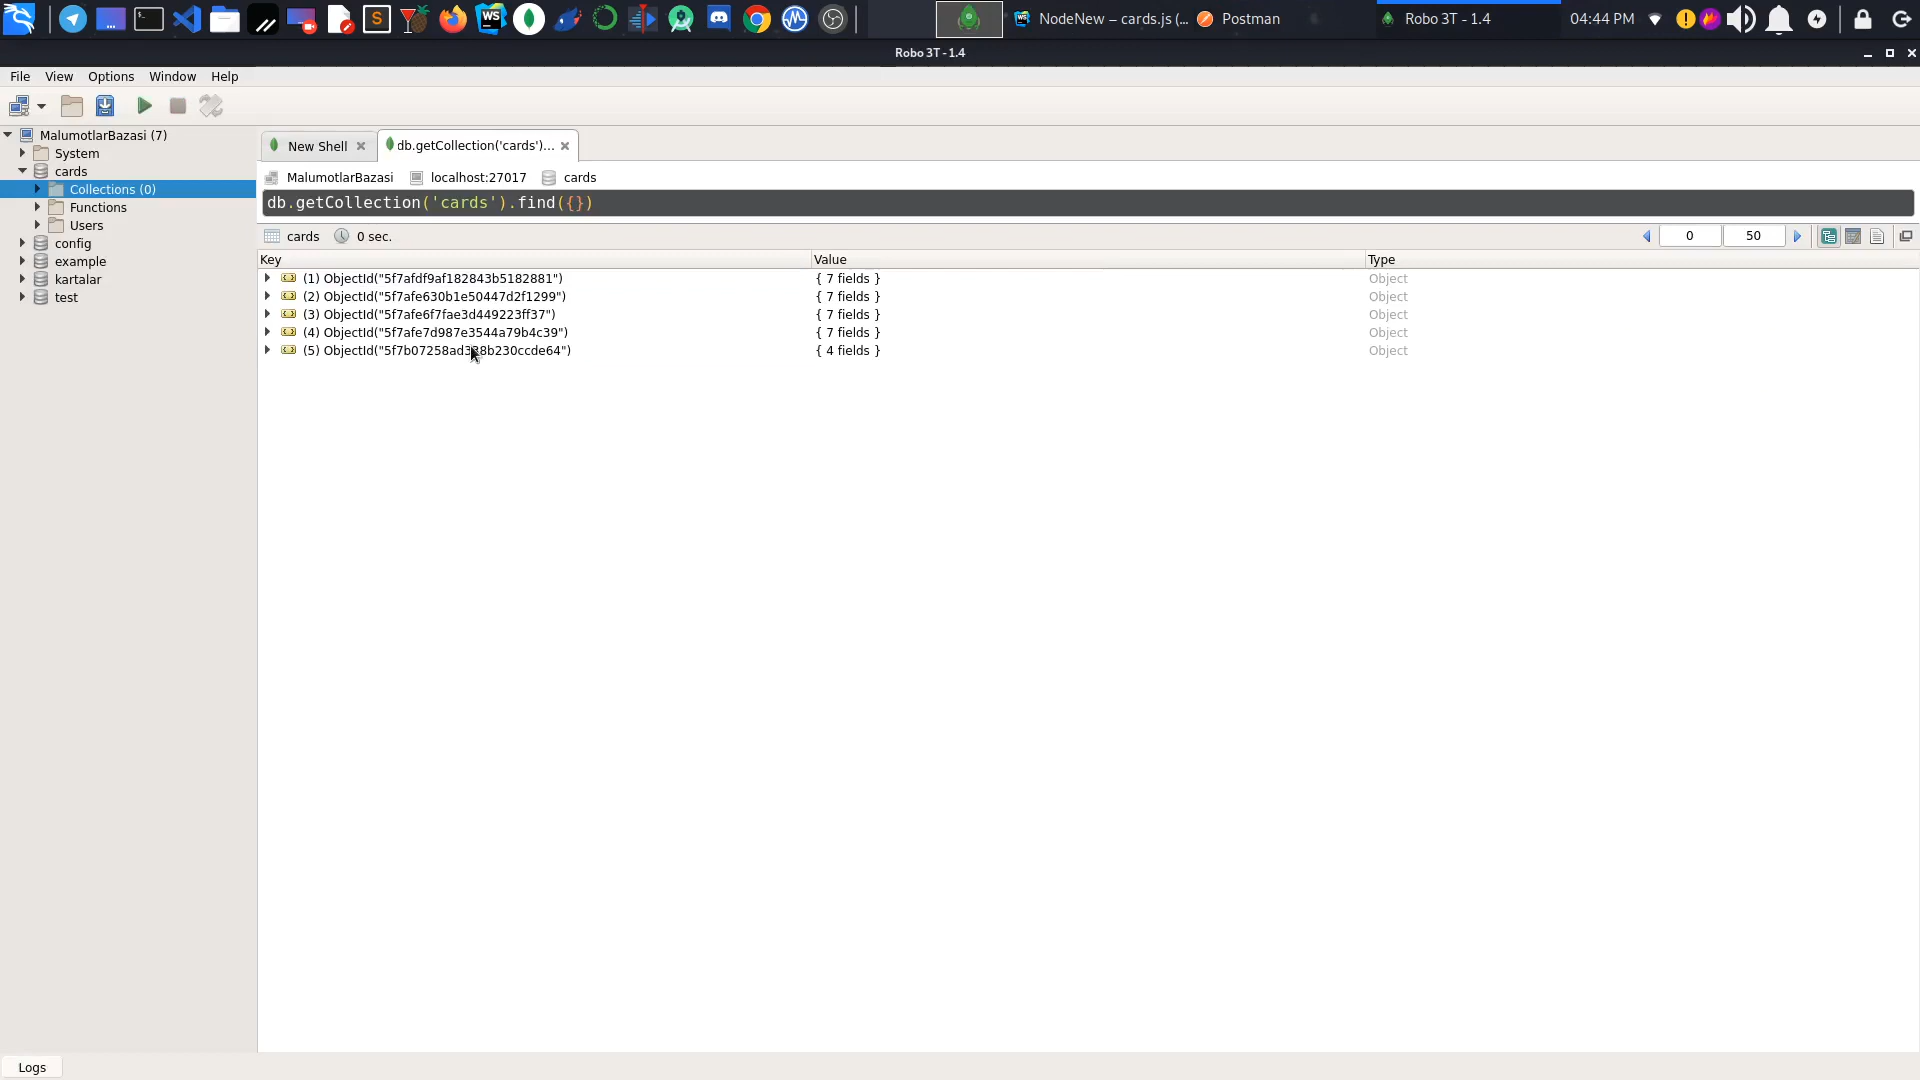 NodeNew – cards.js (...
Postman
Robo 3T - 1.4
04:44 PM
Robo 3T - 1.4
File View Options Window Help
MalumotlarBazasi (7)
System
cards
Collections (0)
Functions
Users
config
example
kartalar
test
New Shell
db.getCollection('cards')...
MalumotlarBazasi localhost:27017 cards
db.getCollection('cards').find({})
cards 0 sec.
0 50
Key Value Type
(1) ObjectId("5f7afdf9af182843b5182881") { 7 fields } Object
(2) ObjectId("5f7afe630b1e50447d2f1299") { 7 fields } Object
(3) ObjectId("5f7afe6f7fae3d449223ff37") { 7 fields } Object
(4) ObjectId("5f7afe7d987e3544a79b4c39") { 7 fields } Object
(5) { 4 fields } Object
Logs